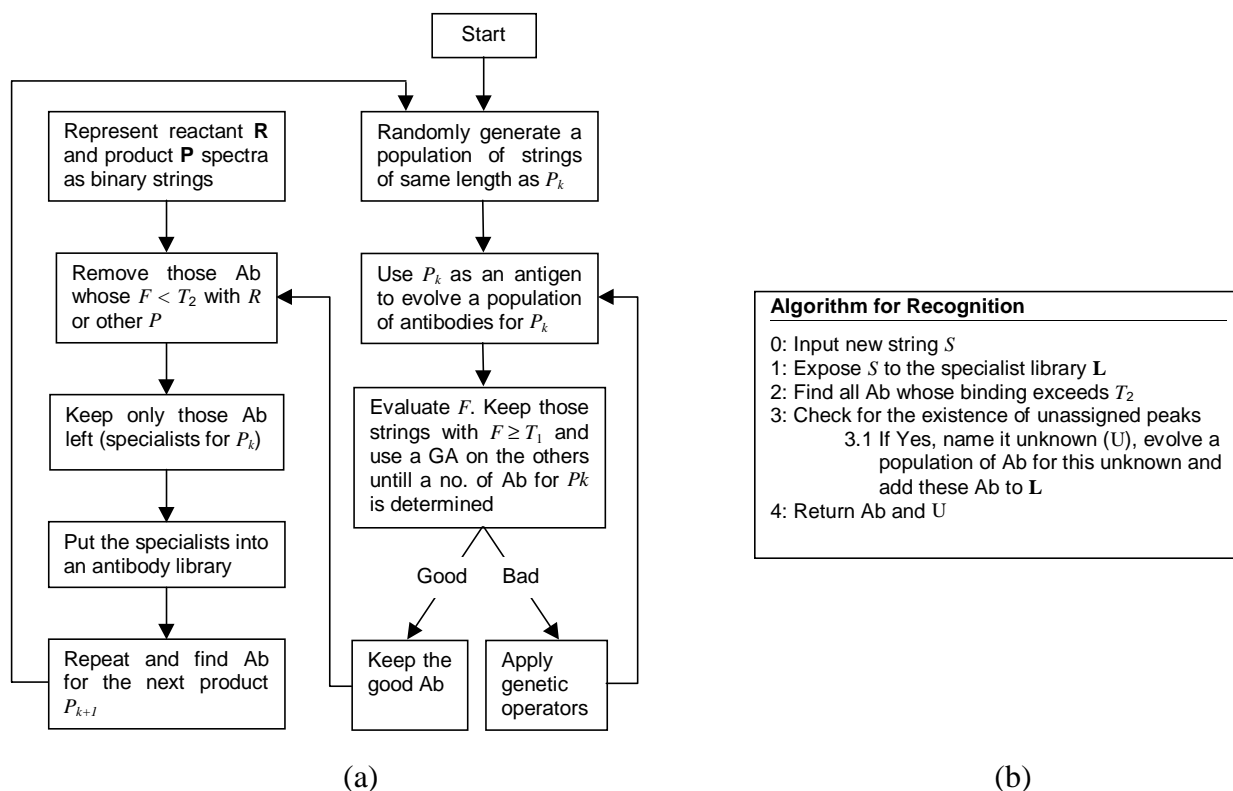 Start
Represent reactant R
and product P spectra
as binary strings
Randomly generate a
population of strings
of same length as Pk
Remove those Ab
whose F < T2 with R
or other P
Use Pk as an antigen
to evolve a population
of antibodies for Pk
Keep only those Ab
left (specialists for Pk)
Evaluate F. Keep those
strings with F ≥ T1 and
use a GA on the others
untill a no. of Ab for Pk
is determined
Put the specialists into
an antibody library
Good Bad
Repeat and find Ab
for the next product
Pk+1
Keep the
good Ab
Apply
genetic
operators
(a)
Algorithm for Recognition
0: Input new string S
1: Expose S to the specialist library L
2: Find all Ab whose binding exceeds T2
3: Check for the existence of unassigned peaks
3.1 If Yes, name it unknown (U), evolve a
population of Ab for this unknown and
add these Ab to L
4: Return Ab and U
(b)